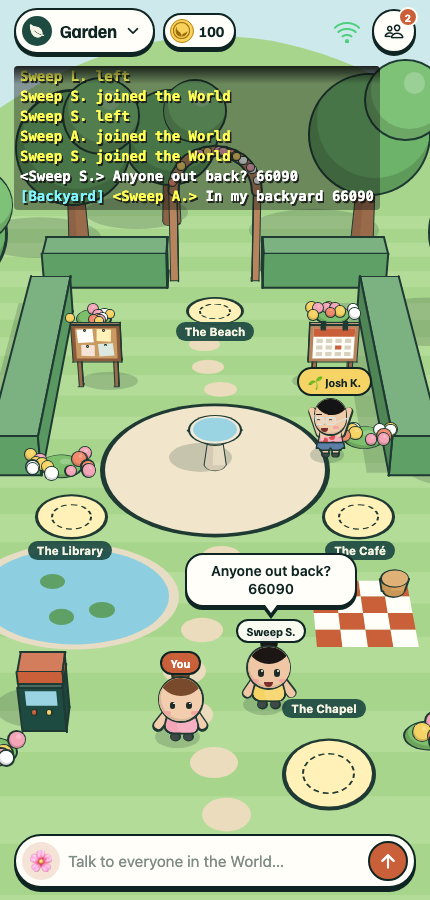 Garden
100
2
Sweep L. left
Sweep S. joined the World
Sweep S. left
Sweep A. joined the World
Sweep S. joined the World
<Sweep S.> Anyone out back? 66090
[Backyard] <Sweep A.> In my backyard 66090
The Beach
Josh K.
The Library
The Café
Anyone out back?
66090
Sweep S.
You
The Chapel
Talk to everyone in the World...